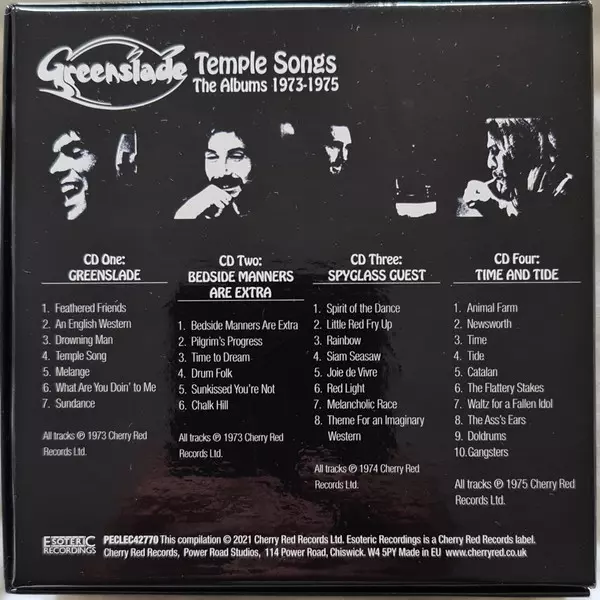 Greenslade
Temple Songs
The Albums 1973-1975
CD One:
GREENSLADE
1. Feathered Friends
2. An English Western
3. Drowning Man
4. Temple Song
5. Melange
6. What Are You Doin' to Me
7. Sundance
All tracks ℗ 1973 Cherry Red
Records Ltd.
CD Two:
BEDSIDE MANNERS
ARE EXTRA
1. Bedside Manners Are Extra
2. Pilgrim's Progress
3. Time to Dream
4. Drum Folk
5. Sunkissed You're Not
6. Chalk Hill
All tracks ℗ 1973 Cherry Red
Records Ltd.
CD Three:
SPYGLASS GUEST
1. Spirit of the Dance
2. Little Red Fry Up
3. Rainbow
4. Siam Seasaw
5. Joie de Vivre
6. Red Light
7. Melancholic Race
8. Theme For an Imaginary
Western
All tracks ℗ 1974 Cherry Red
Records Ltd.
CD Four:
TIME AND TIDE
1. Animal Farm
2. Newsworth
3. Time
4. Tide
5. Catalan
6. The Flattery Stakes
7. Waltz for a Fallen Idol
8. The Ass's Ears
9. Doldrums
10. Gangsters
All tracks ℗ 1975 Cherry Red
Records Ltd.
ESOTERIC
RECORDINGS
PECLEC42770 This compilation © 2021 Cherry Red Records Ltd. Esoteric Recordings is a Cherry Red Records label.
Cherry Red Records, Power Road Studios, 114 Power Road, Chiswick. W4 5PY Made in EU www.cherryred.co.uk